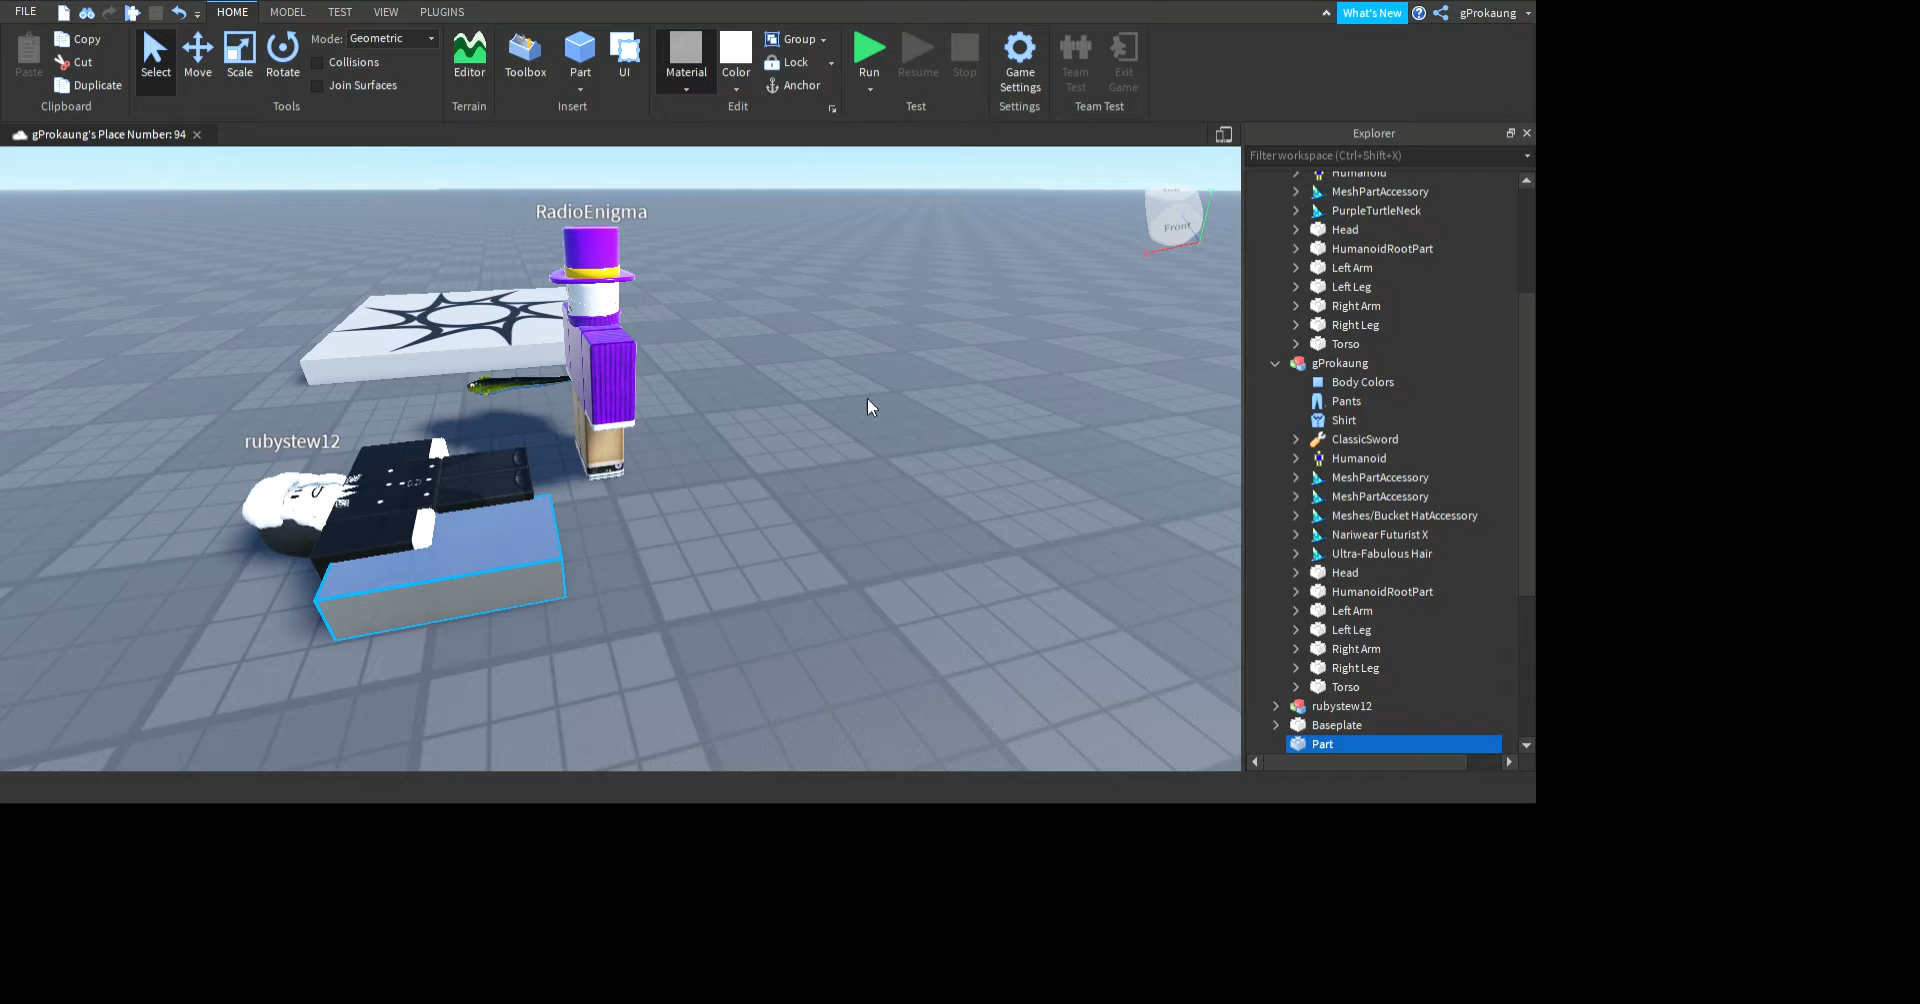 FILE HOME MODEL TEST VIEW PLUGINS What's New gProkaung
Paste Copy Cut Duplicate Clipboard
Select Move Scale Rotate Mode: Geometric Collisions Join Surfaces Tools
Editor Terrain
Toolbox Part UI Insert
Material Color Group Lock Anchor Edit
Run Resume Stop Test
Game Settings Settings
Team Test Exit Game Team Test
gProkaung's Place Number: 94
Explorer
Filter workspace (Ctrl+Shift+X)
RadioEnigma
rubystew12
Front
Humanoid
MeshPartAccessory
PurpleTurtleNeck
Head
HumanoidRootPart
Left Arm
Left Leg
Right Arm
Right Leg
Torso
gProkaung
Body Colors
Pants
Shirt
ClassicSword
Humanoid
MeshPartAccessory
MeshPartAccessory
Meshes/Bucket HatAccessory
Nariwear Futurist X
Ultra-Fabulous Hair
Head
HumanoidRootPart
Left Arm
Left Leg
Right Arm
Right Leg
Torso
rubystew12
Baseplate
Part